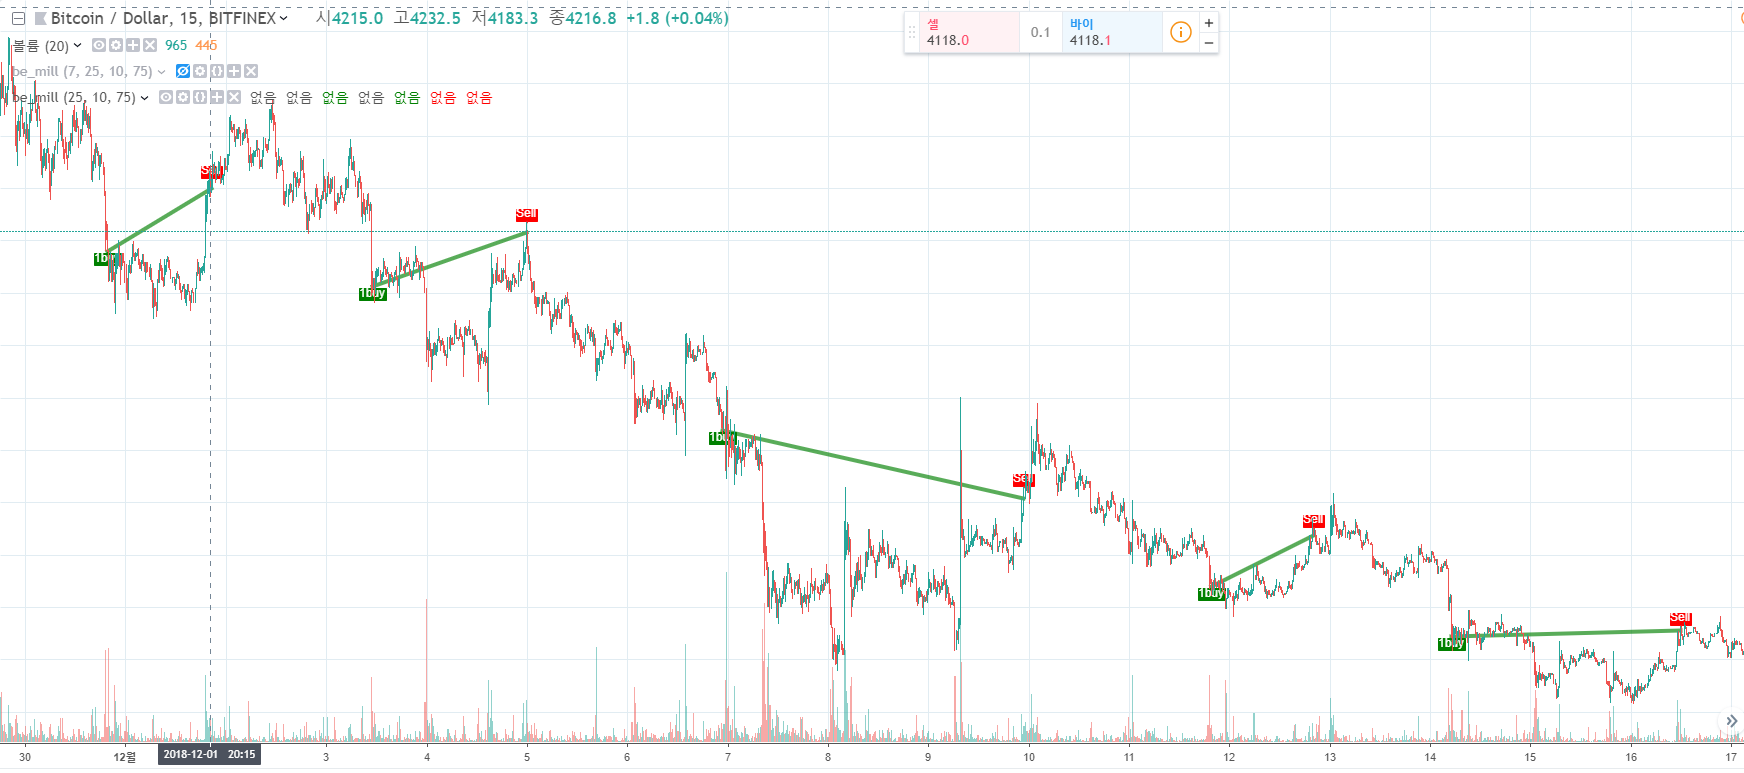 Bitcoin / Dollar, 15, BITFINEX 시4215.0 고4232.5 저4183.3 종4216.8 +1.8 (+0.04%)
셀 4118.0
0.1
바이 4118.1
+
−
볼륨 (20) 965 445
be_mill (7, 25, 10, 75)
be_mill (25, 10, 75) 없음 없음 없음 없음 없음 없음 없음
Sell
1buy
Sell
1buy
1buy
Sell
Sell
1buy
Sell
1buy
30 12월 2018-12-01 20:15 3 4 5 6 7 8 9 10 11 12 13 14 15 16 17